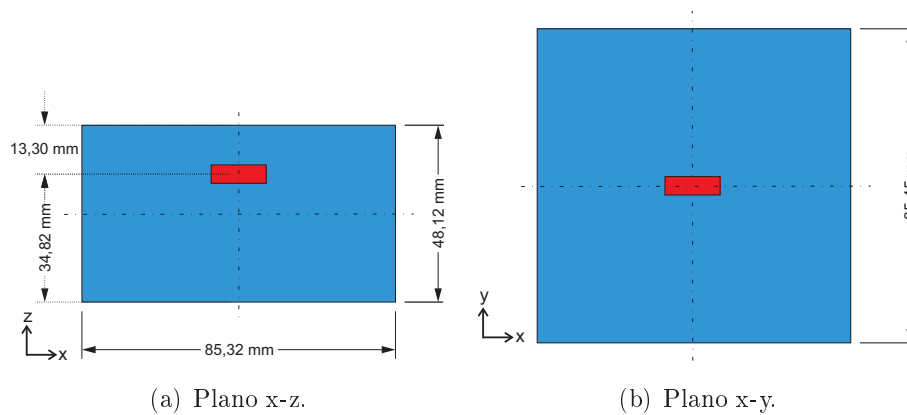 13,30 mm
34,82 mm
48,12 mm
85,32 mm
z
x
y
x
(a) Plano x-z.
(b) Plano x-y.